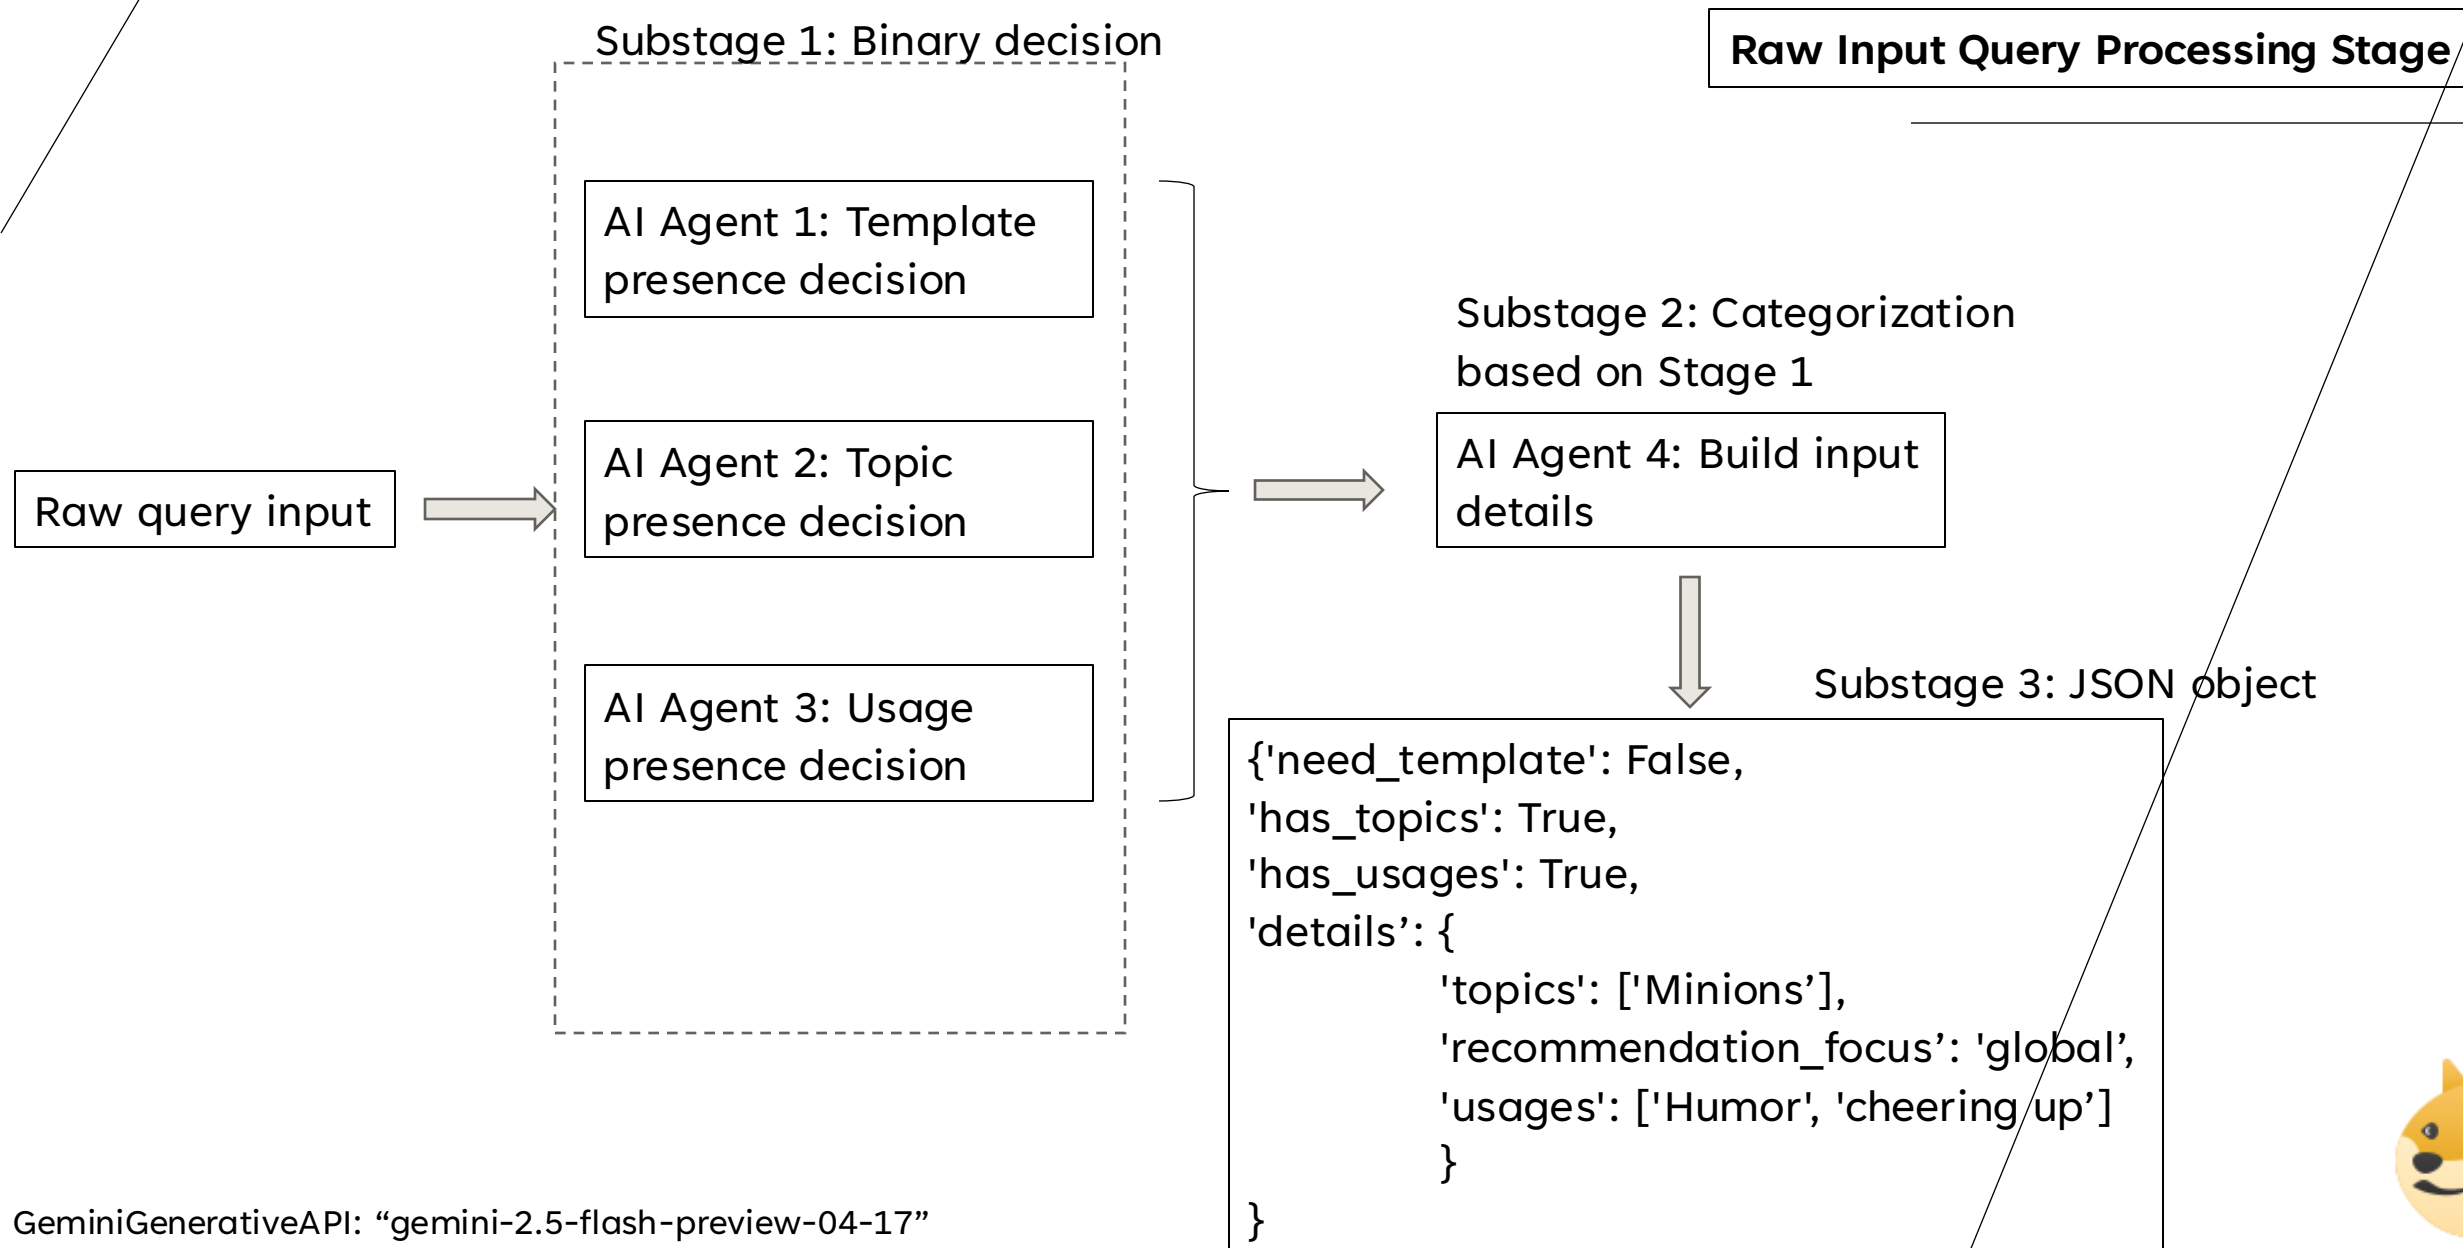 Raw Input Query Processing Stage
Substage 1: Binary decision
AI Agent 1: Template
presence decision
AI Agent 2: Topic
presence decision
AI Agent 3: Usage
presence decision
Raw query input
Substage 2: Categorization
based on Stage 1
AI Agent 4: Build input
details
Substage 3: JSON object
{'need_template': False,
'has_topics': True,
'has_usages': True,
'details’: {
'topics': ['Minions’],
'recommendation_focus’: 'global’,
'usages': ['Humor', 'cheering up’]
}
}
GeminiGenerativeAPI: “gemini-2.5-flash-preview-04-17”